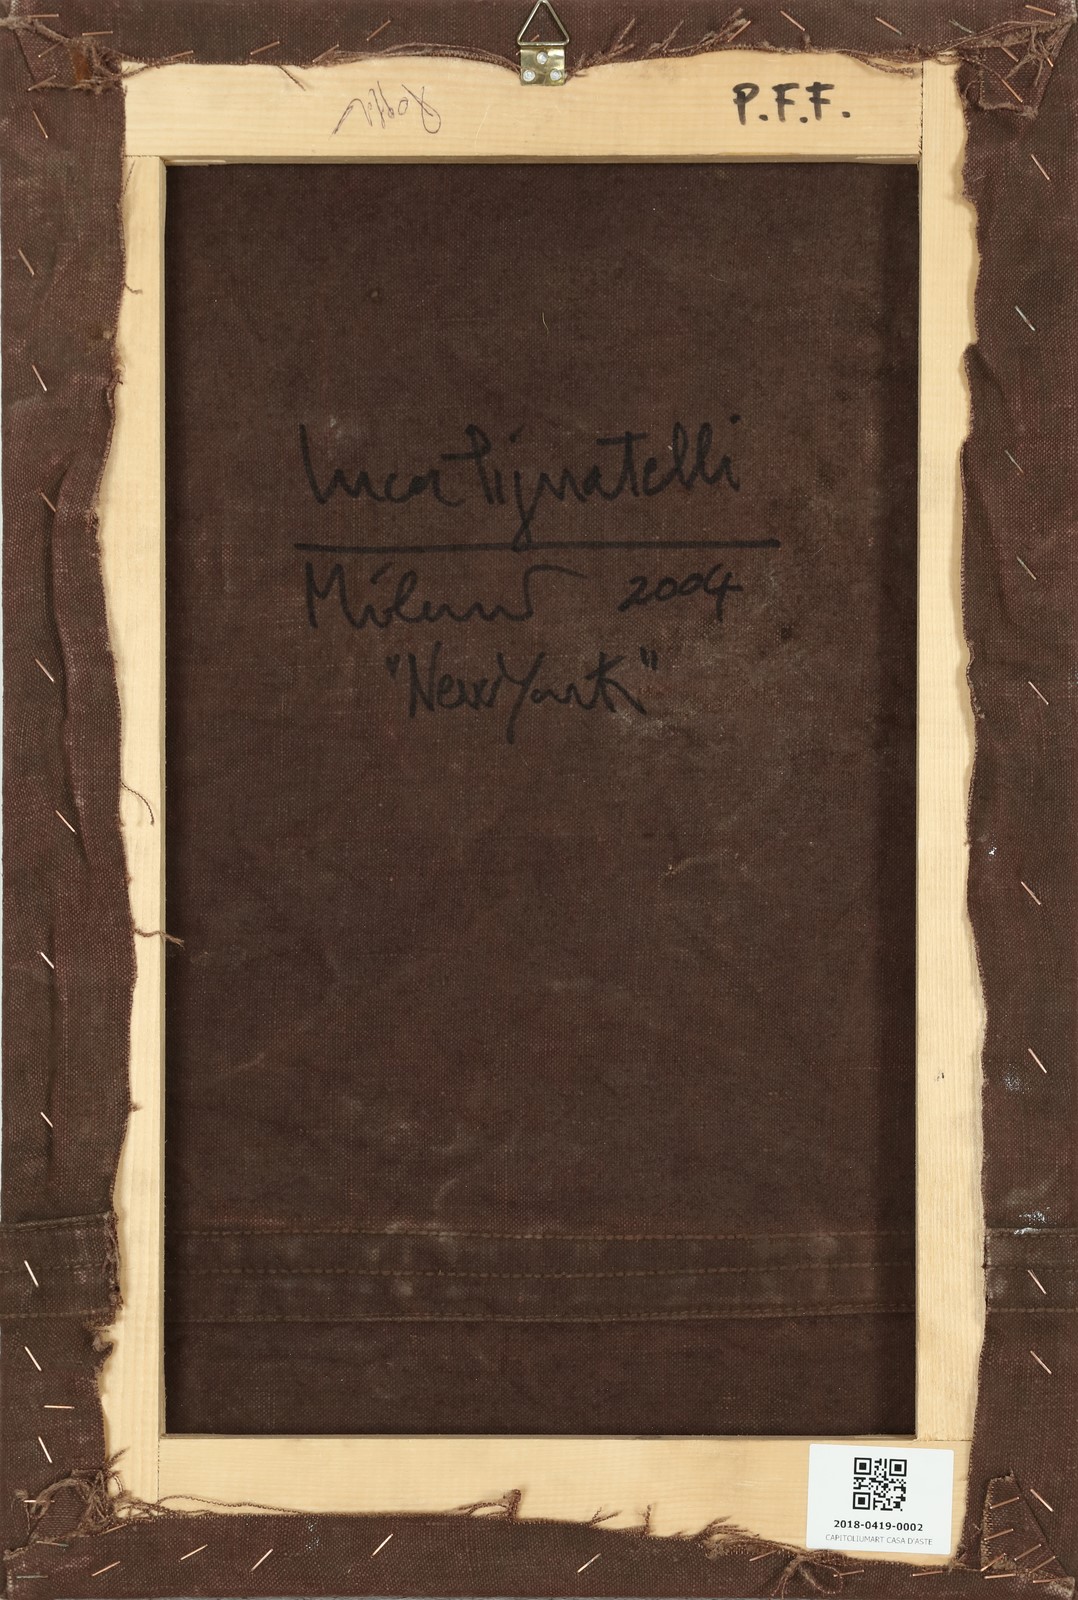 P.F.F.
Luca Pignatelli
Milano 2004
"New York"
2018-0419-0002
CAPITOLIUMART CASA D'ASTE